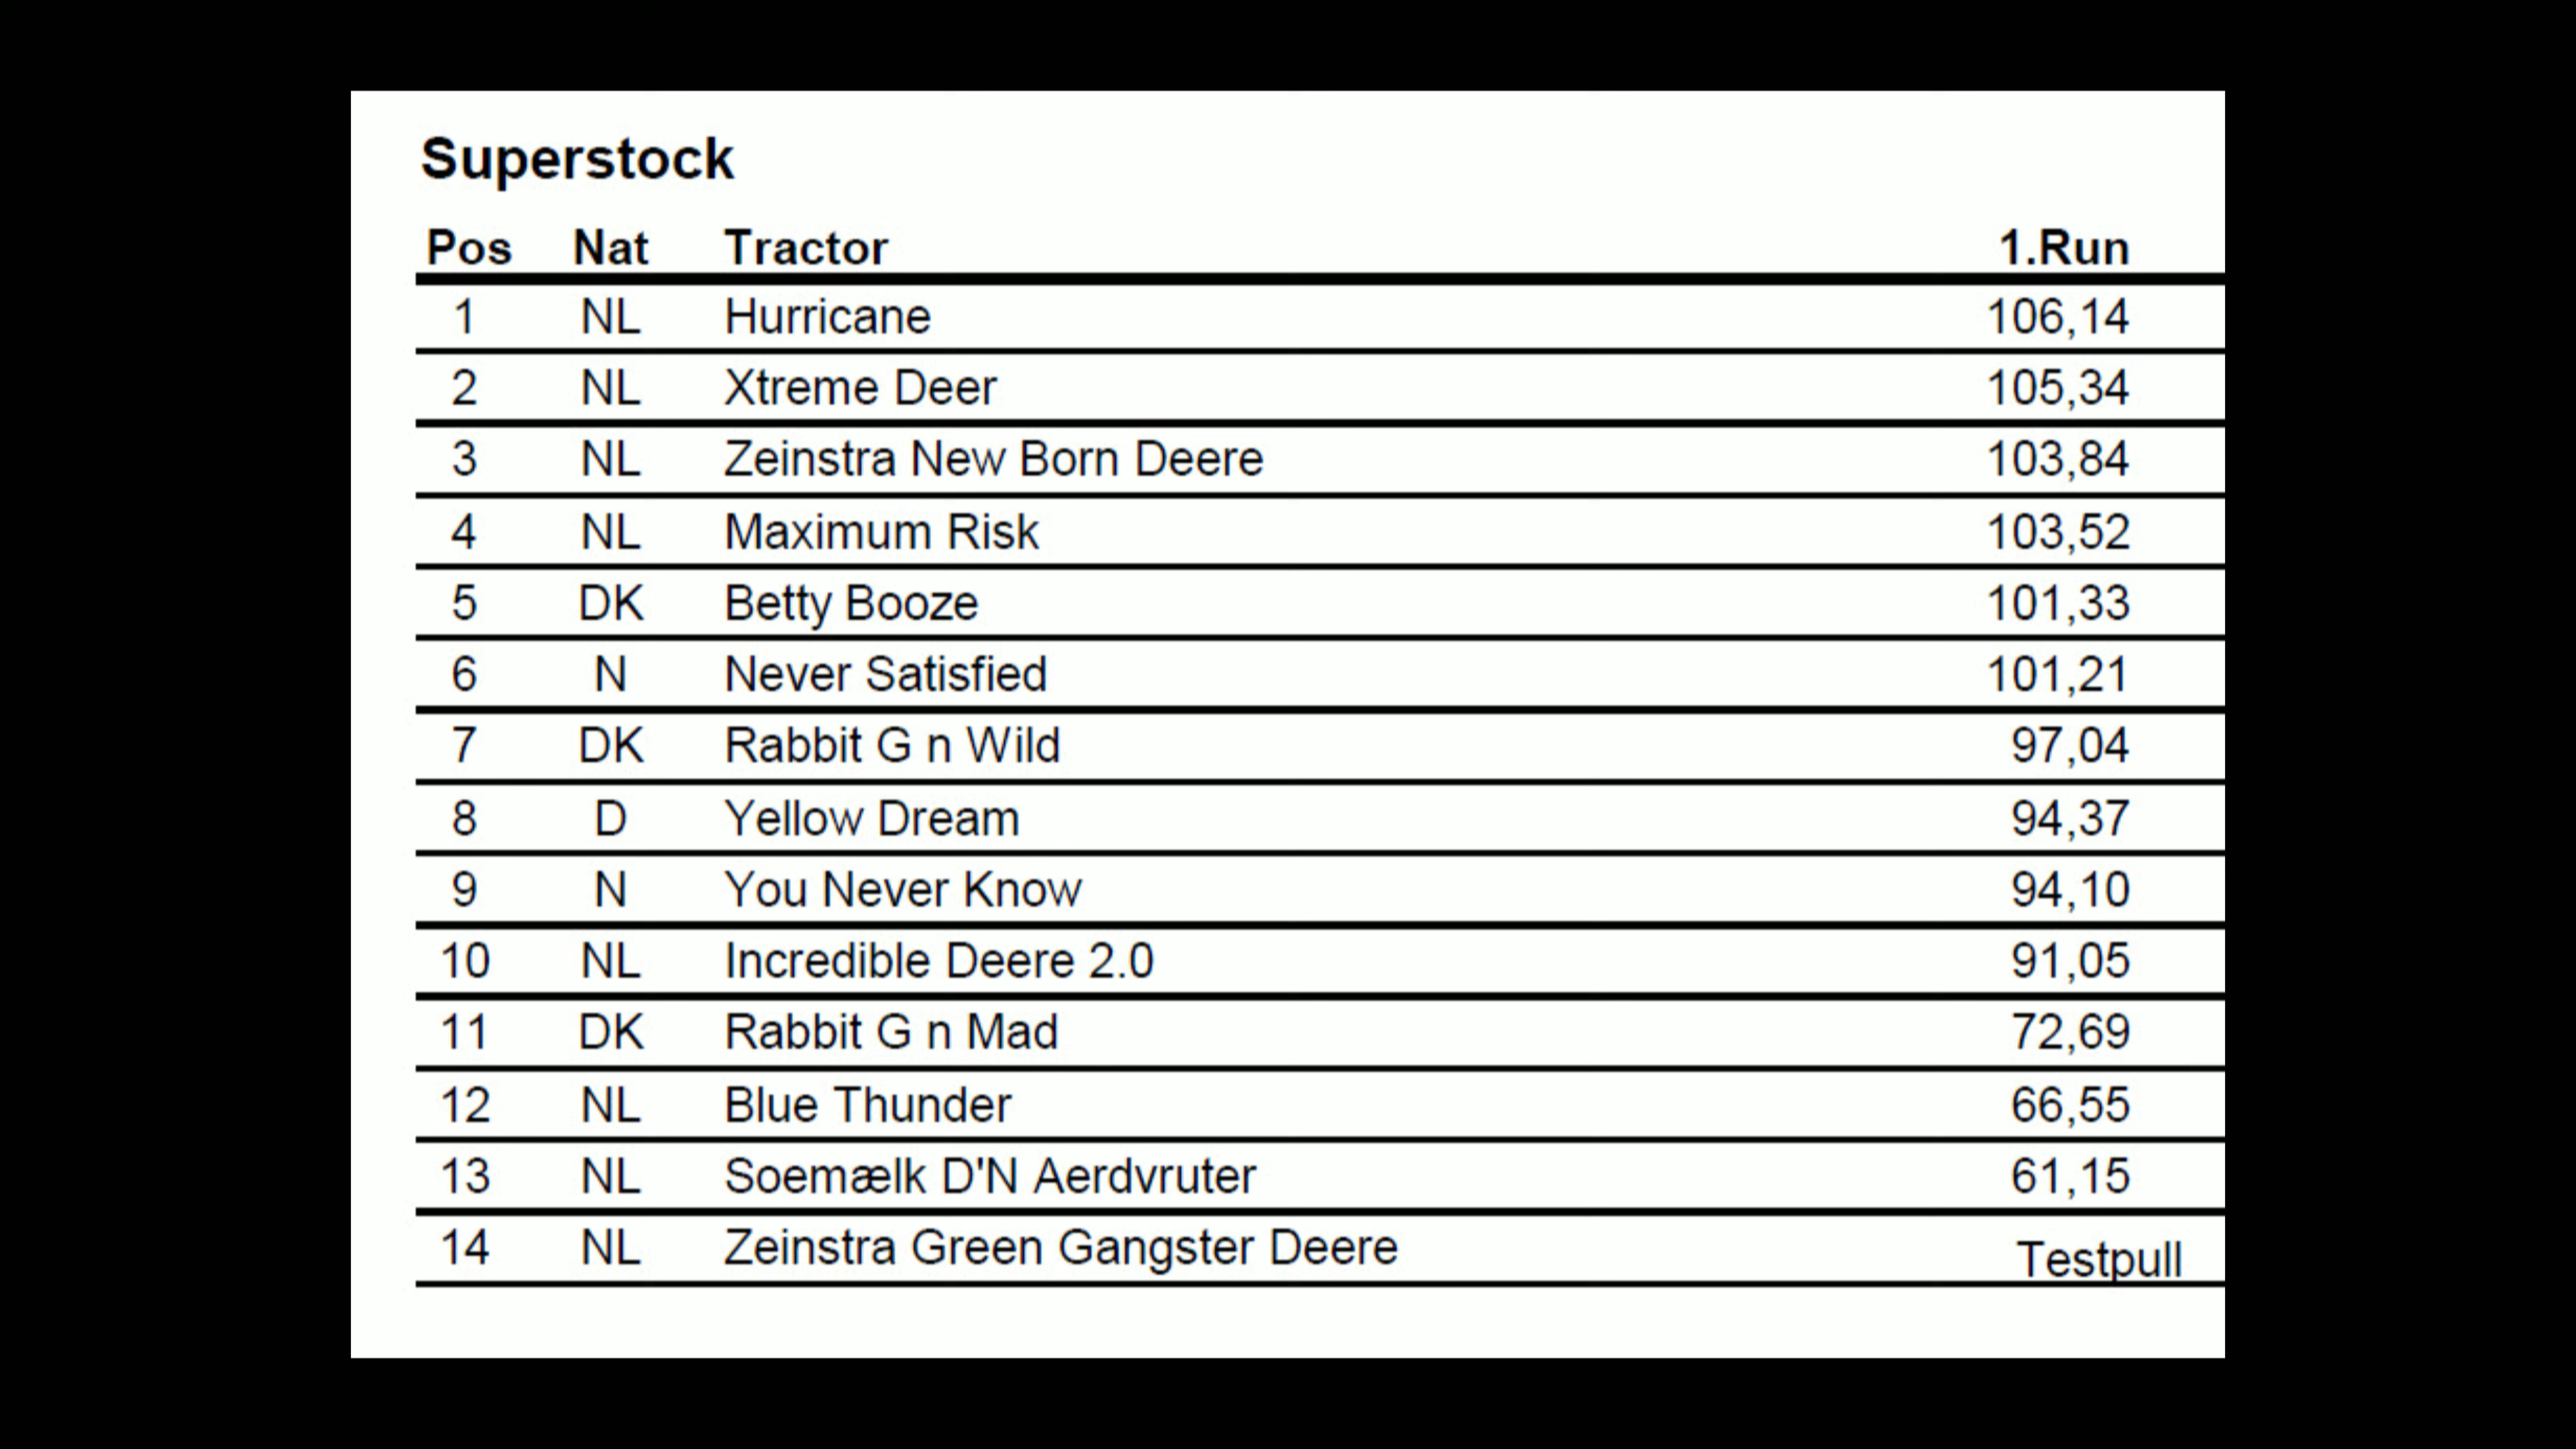 Superstock
Pos Nat Tractor 1.Run
1 NL Hurricane 106,14
2 NL Xtreme Deer 105,34
3 NL Zeinstra New Born Deere 103,84
4 NL Maximum Risk 103,52
5 DK Betty Booze 101,33
6 N Never Satisfied 101,21
7 DK Rabbit G n Wild 97,04
8 D Yellow Dream 94,37
9 N You Never Know 94,10
10 NL Incredible Deere 2.0 91,05
11 DK Rabbit G n Mad 72,69
12 NL Blue Thunder 66,55
13 NL Soemælk D'N Aerdvruter 61,15
14 NL Zeinstra Green Gangster Deere Testpull